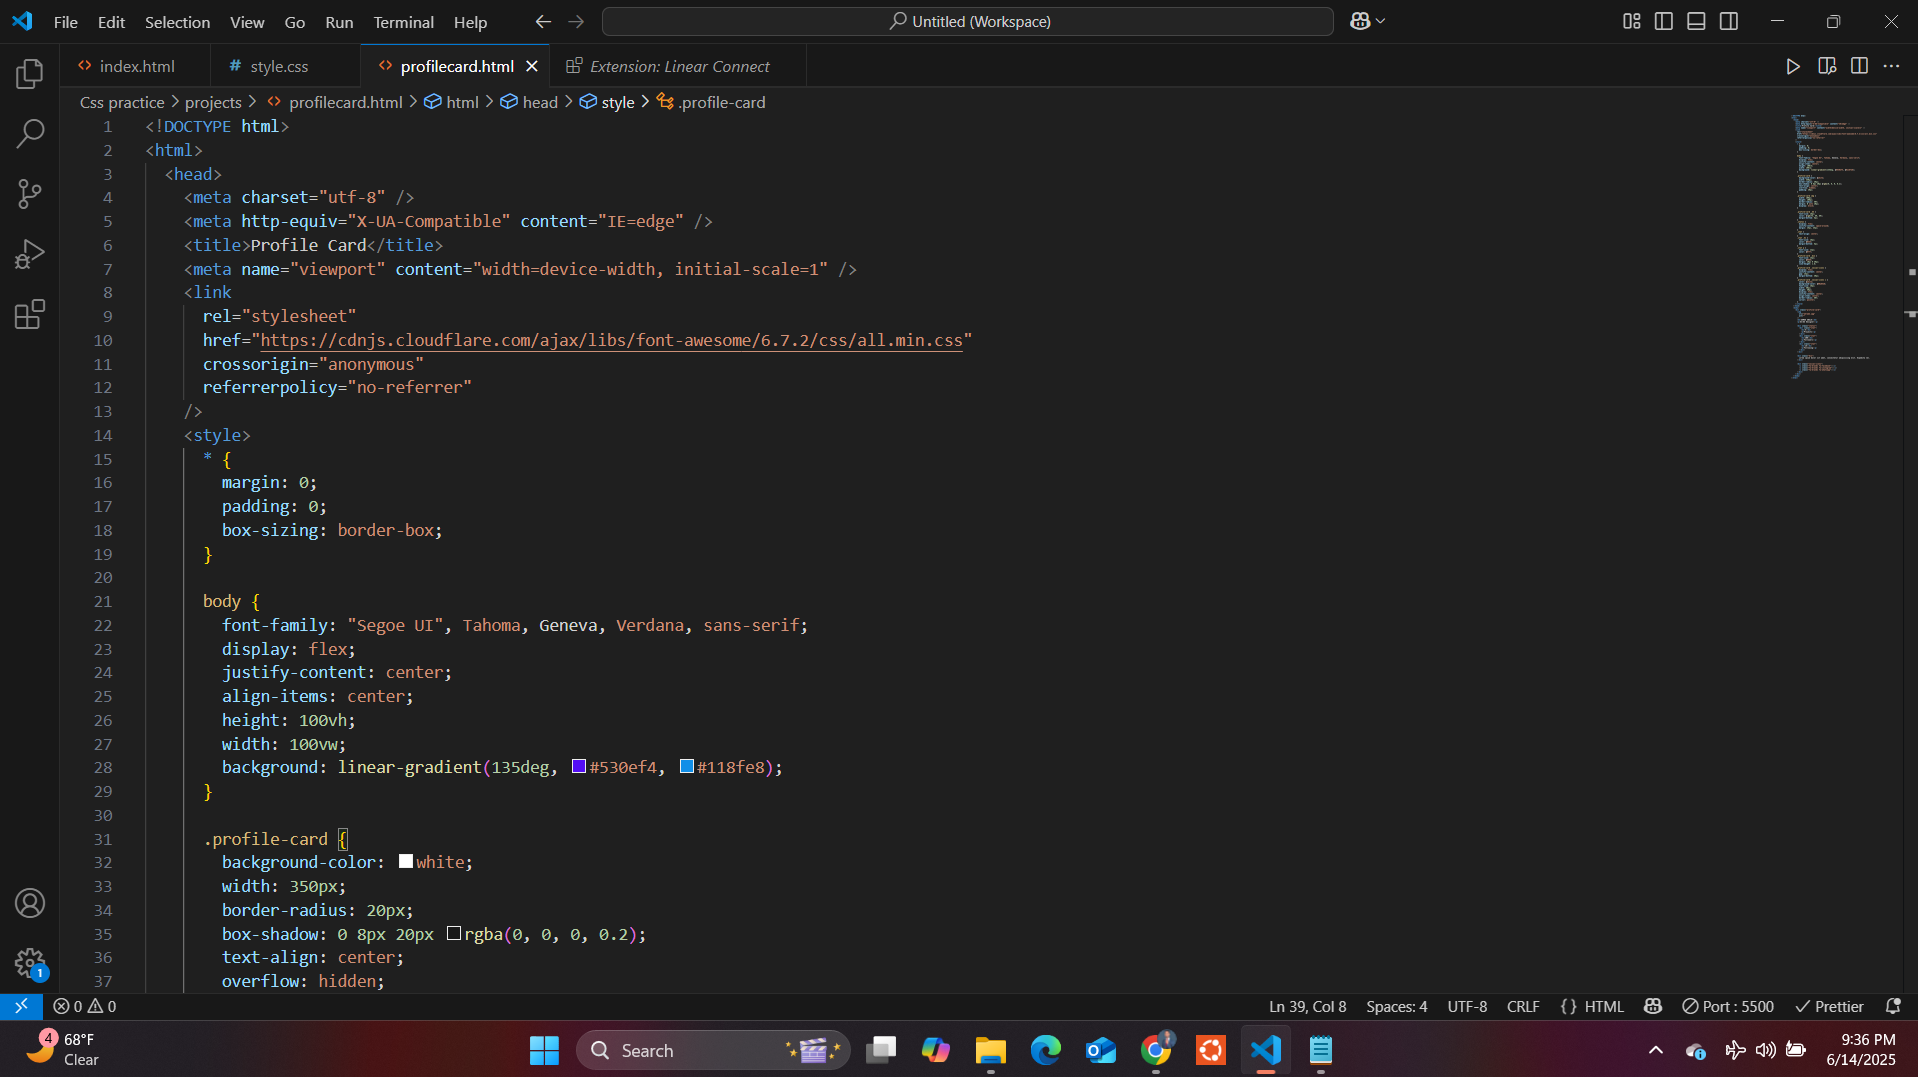 File Edit Selection View Go Run Terminal Help Untitled (Workspace)
index.html # style.css profilecard.html Extension: Linear Connect
Css practice > projects > profilecard.html > html > head > style > .profile-card
1 <!DOCTYPE html>
2 <html>
3 <head>
4 <meta charset="utf-8" />
5 <meta http-equiv="X-UA-Compatible" content="IE=edge" />
6 <title>Profile Card</title>
7 <meta name="viewport" content="width=device-width, initial-scale=1" />
8 <link
9 rel="stylesheet"
10 href="https://cdnjs.cloudflare.com/ajax/libs/font-awesome/6.7.2/css/all.min.css"
11 crossorigin="anonymous"
12 referrerpolicy="no-referrer"
13 />
14 <style>
15 * {
16 margin: 0;
17 padding: 0;
18 box-sizing: border-box;
19 }
20
21 body {
22 font-family: "Segoe UI", Tahoma, Geneva, Verdana, sans-serif;
23 display: flex;
24 justify-content: center;
25 align-items: center;
26 height: 100vh;
27 width: 100vw;
28 background: linear-gradient(135deg, #530ef4, #118fe8);
29 }
30
31 .profile-card {
32 background-color: white;
33 width: 350px;
34 border-radius: 20px;
35 box-shadow: 0 8px 20px rgba(0, 0, 0, 0.2);
36 text-align: center;
37 overflow: hidden;
1
0 0 Ln 39, Col 8 Spaces: 4 UTF-8 CRLF {} HTML Port : 5500 Prettier
4 68°F
Clear
Search
9:36 PM
6/14/2025